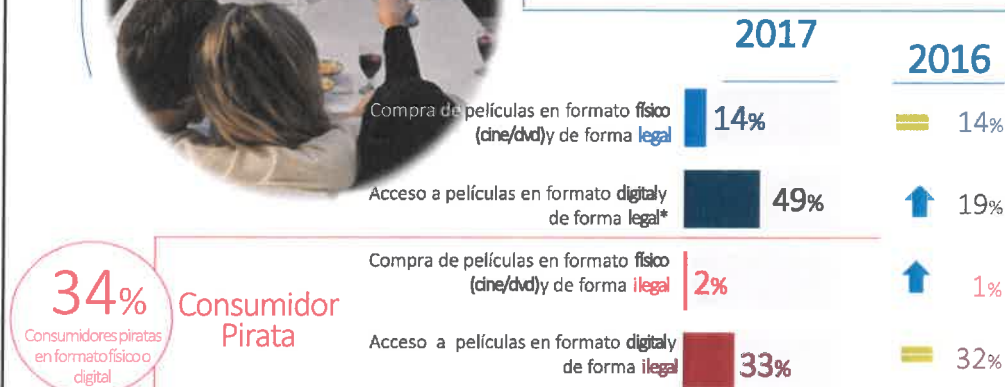 2017
2016
Compra de películas en formato físico
(cine/dvd)y de forma legal
14%
14%
Acceso a películas en formato digitaly
de forma legal*
49%
19%
Compra de películas en formato físico
(cine/dvd)y de forma ilegal
2%
1%
Acceso a películas en formato digitaly
de forma ilegal
33%
32%
34%
Consumidores piratas
en formato físico o
digital
Consumidor
Pirata